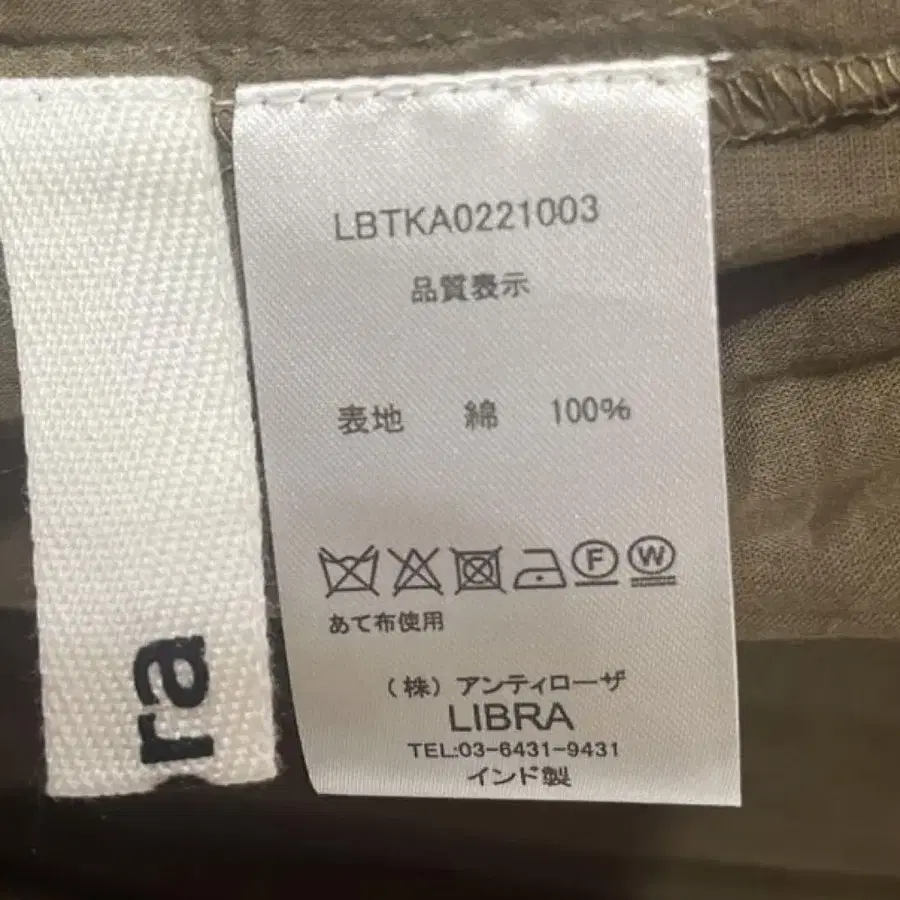 LBTKA0221003
品質表示
表地 綿 100%
F W
あて布使用
(株)アンティローザ
LIBRA
TEL:03-6431-9431
インド製
ra